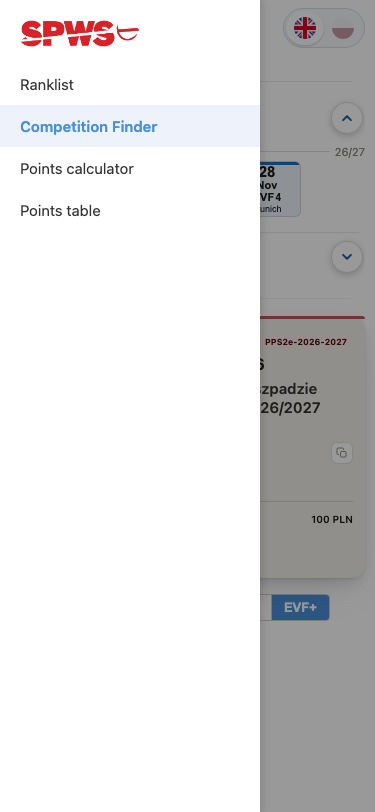 SPWS
Ranklist
Competition Finder
Points calculator
Points table
26/27
28
Nov
VF4
unich
PPS2e-2026-2027
6
szpadzie
26/2027
100 PLN
EVF+